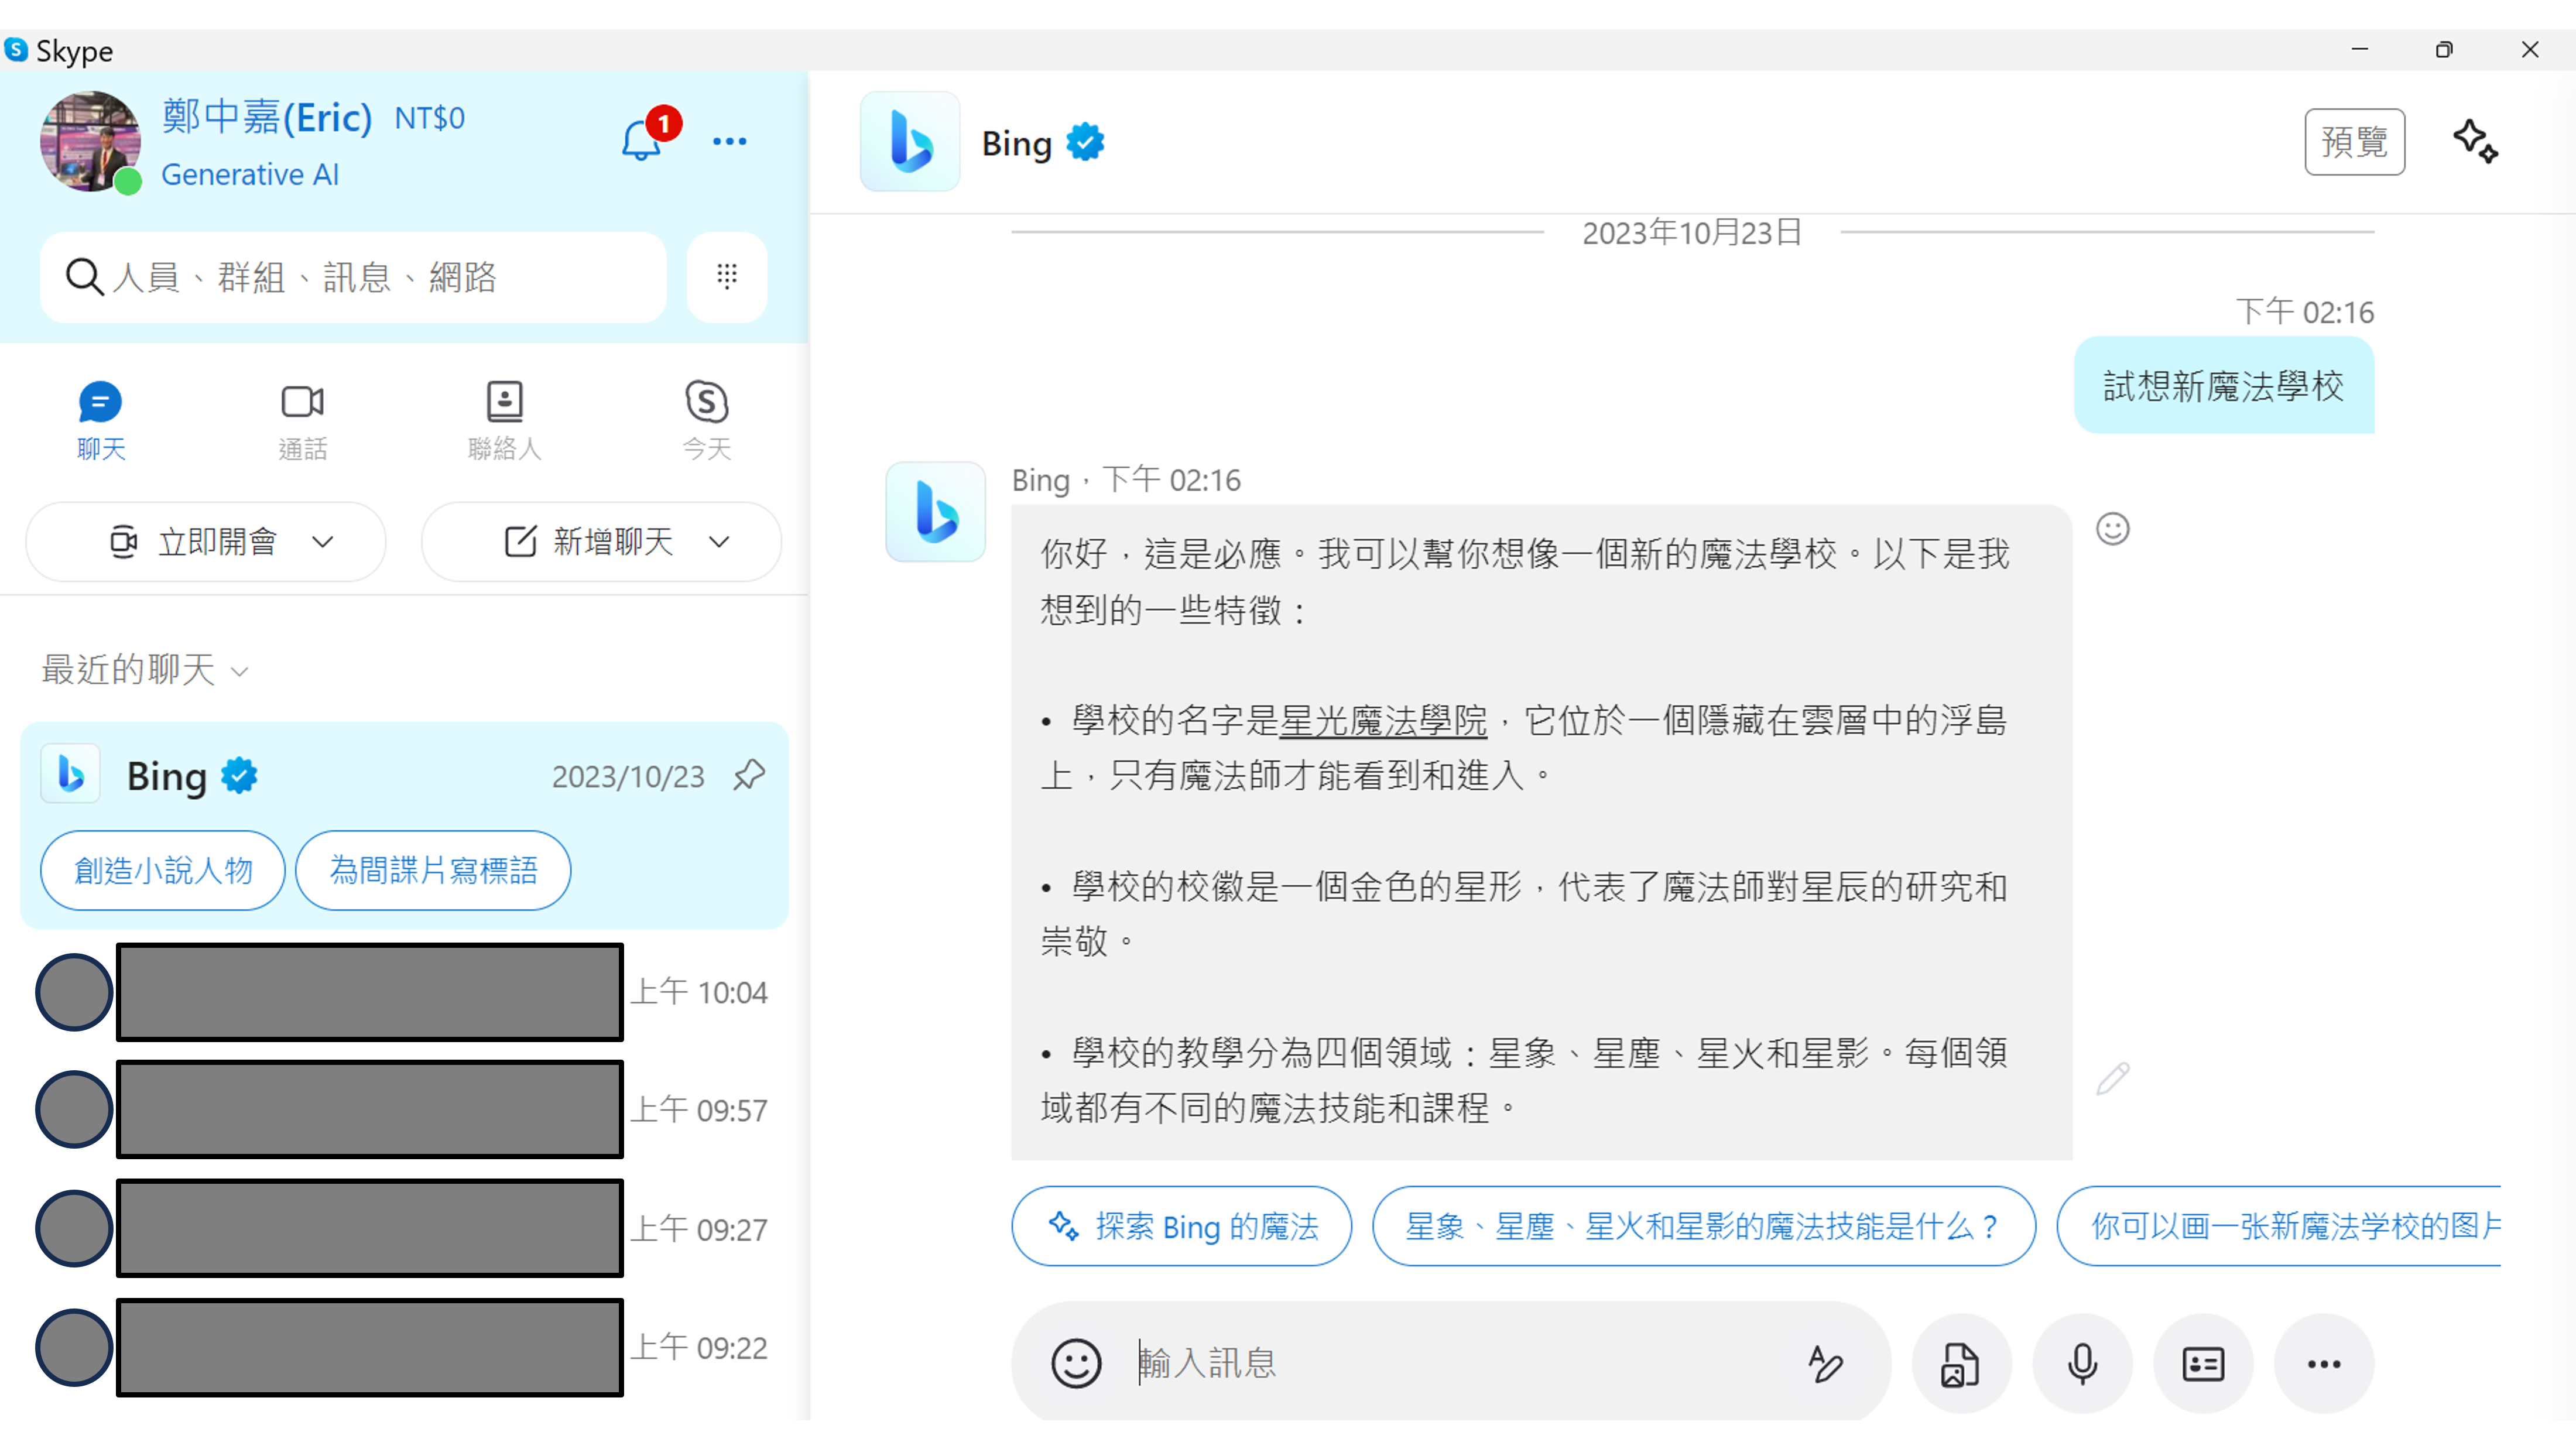 Skype
鄭中嘉(Eric) NT$0
Generative AI
1
人員、群組、訊息、網路
聊天
通話
聯絡人
今天
立即開會
新增聊天
最近的聊天
Bing
2023/10/23
創造小說人物
為間諜片寫標語
上午 10:04
上午 09:57
上午 09:27
上午 09:22
Bing
預覽
2023年10月23日
下午 02:16
試想新魔法學校
Bing，下午 02:16
你好，這是必應。我可以幫你想像一個新的魔法學校。以下是我
想到的一些特徵：
• 學校的名字是星光魔法學院，它位於一個隱藏在雲層中的浮島
上，只有魔法師才能看到和進入。
• 學校的校徽是一個金色的星形，代表了魔法師對星辰的研究和
崇敬。
• 學校的教學分為四個領域：星象、星塵、星火和星影。每個領
域都有不同的魔法技能和課程。
探索 Bing 的魔法
星象、星塵、星火和星影的魔法技能是什么？
你可以画一张新魔法学校的图片
輸入訊息